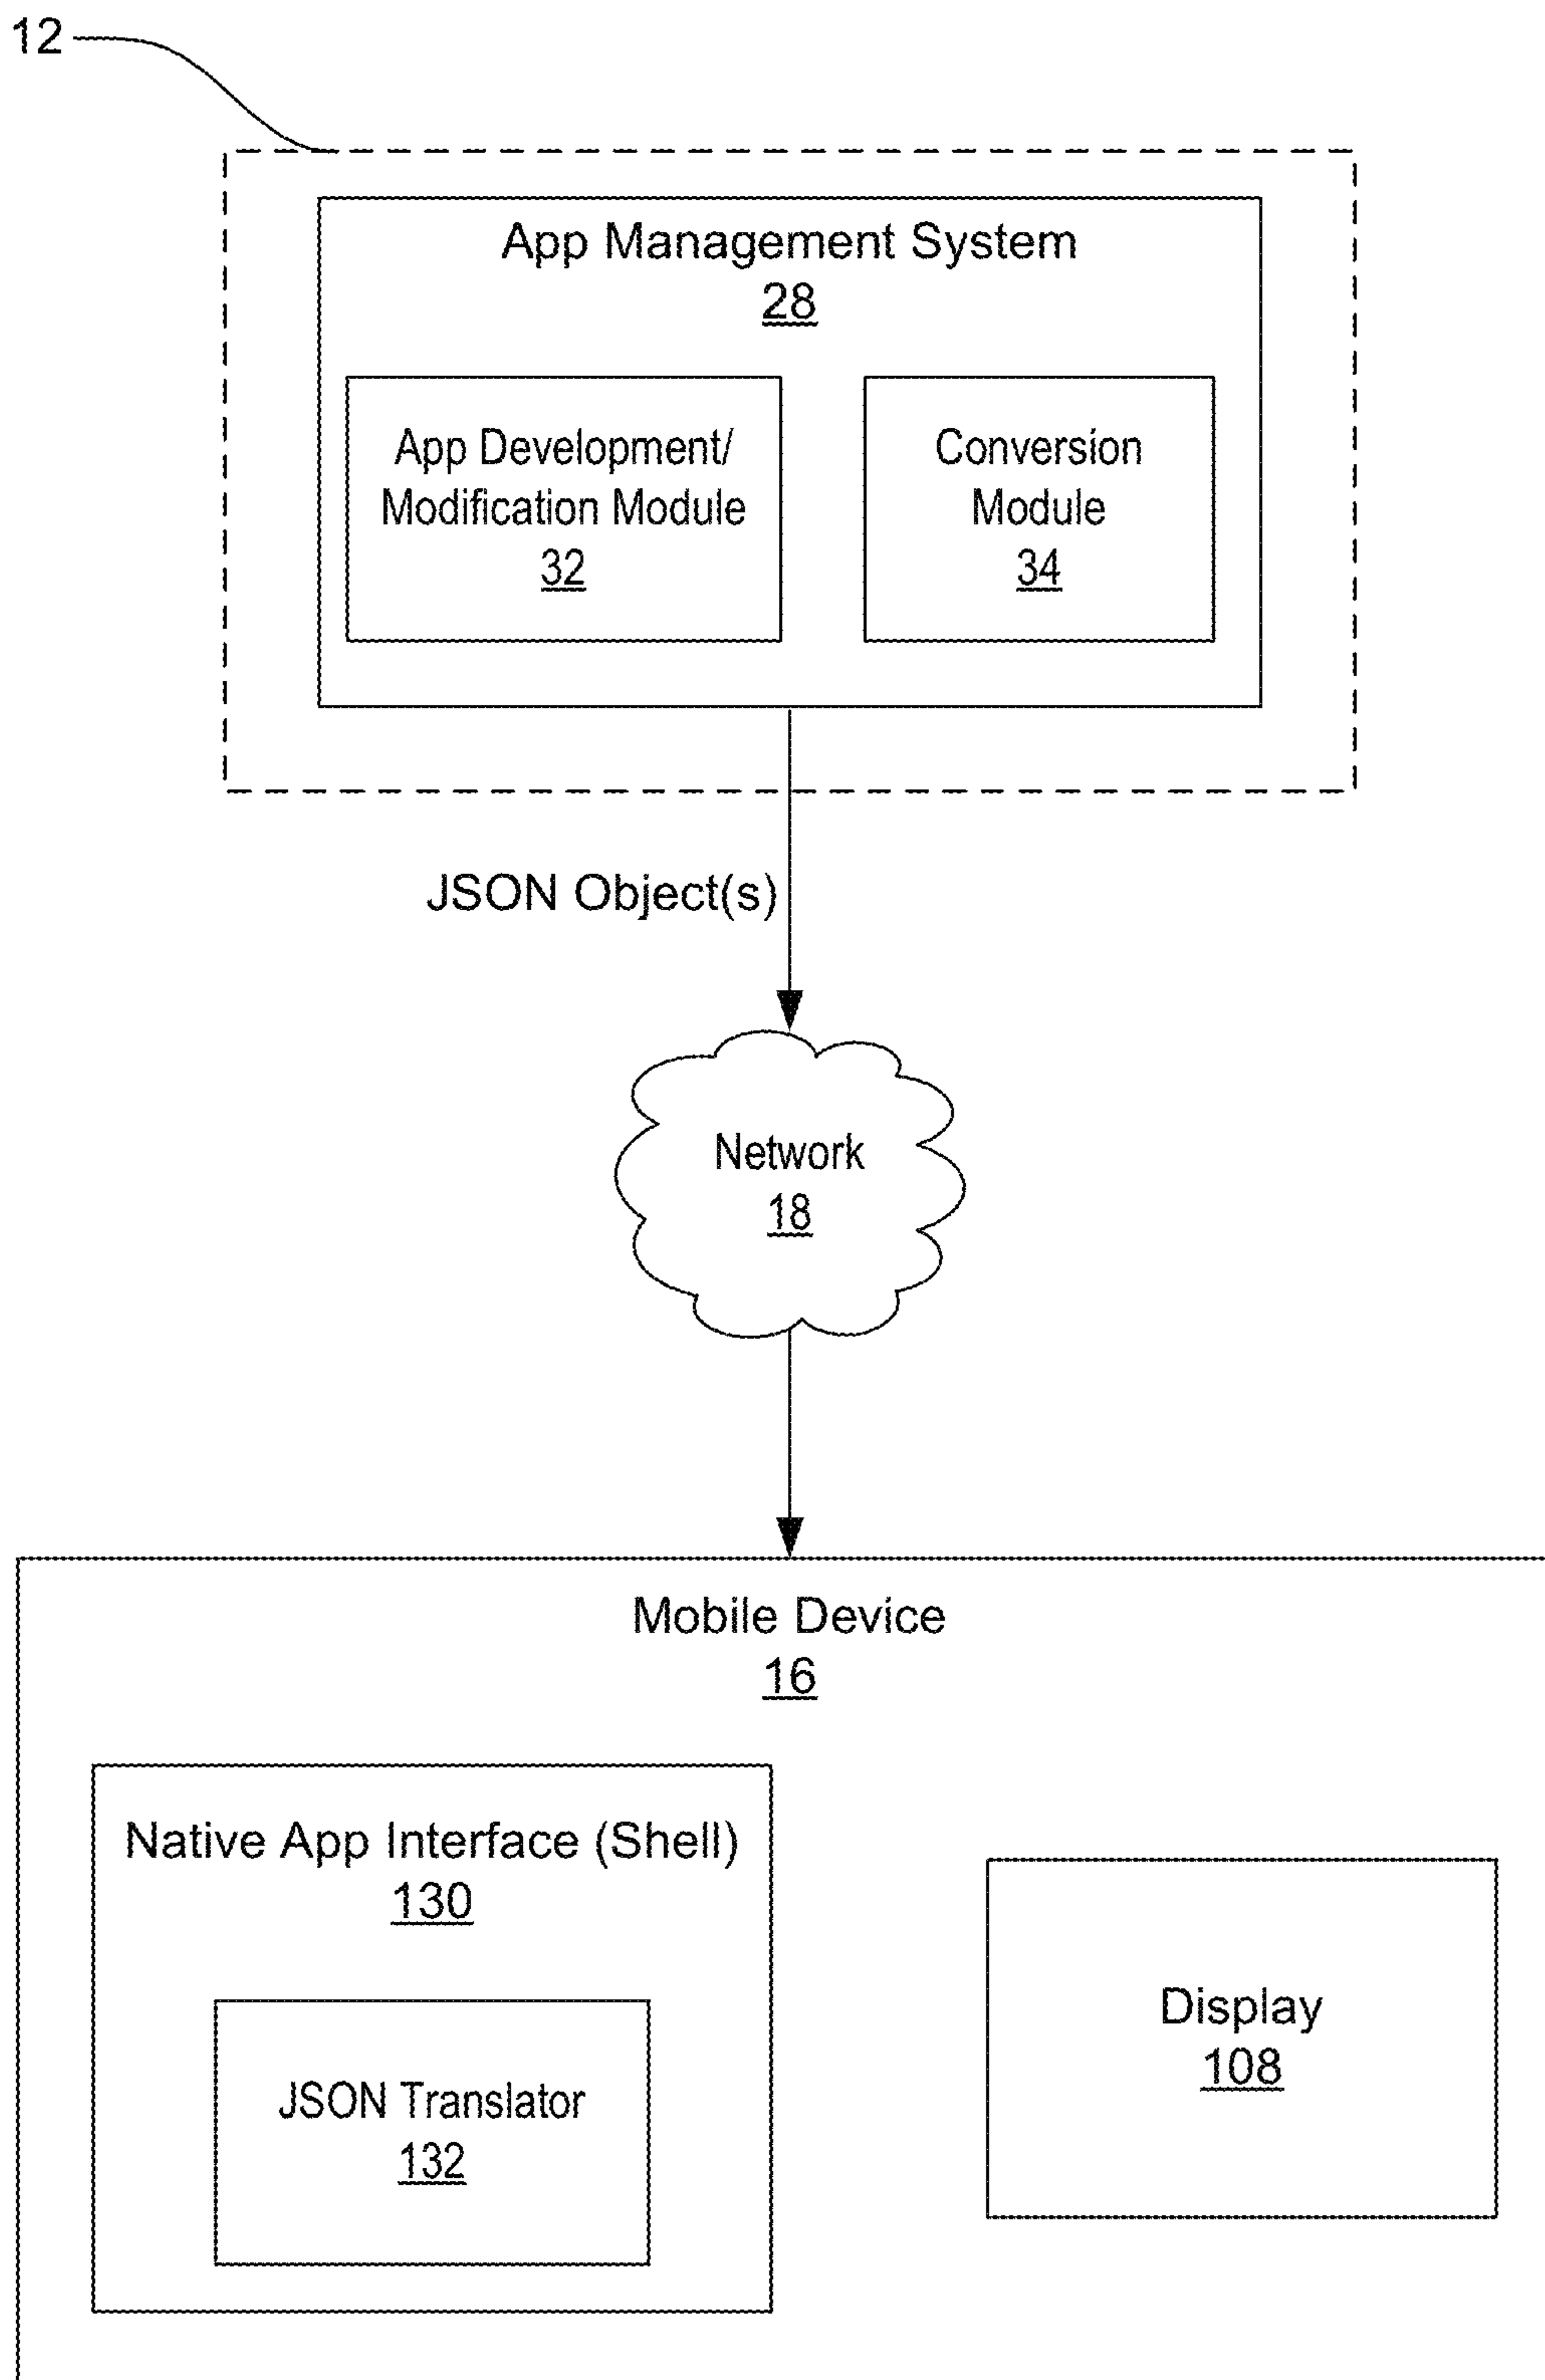 12
App Management System
28
App Development/
Modification Module
32
Conversion
Module
34
JSON Object(s)
Network
18
Mobile Device
16
Native App Interface (Shell)
130
JSON Translator
132
Display
108